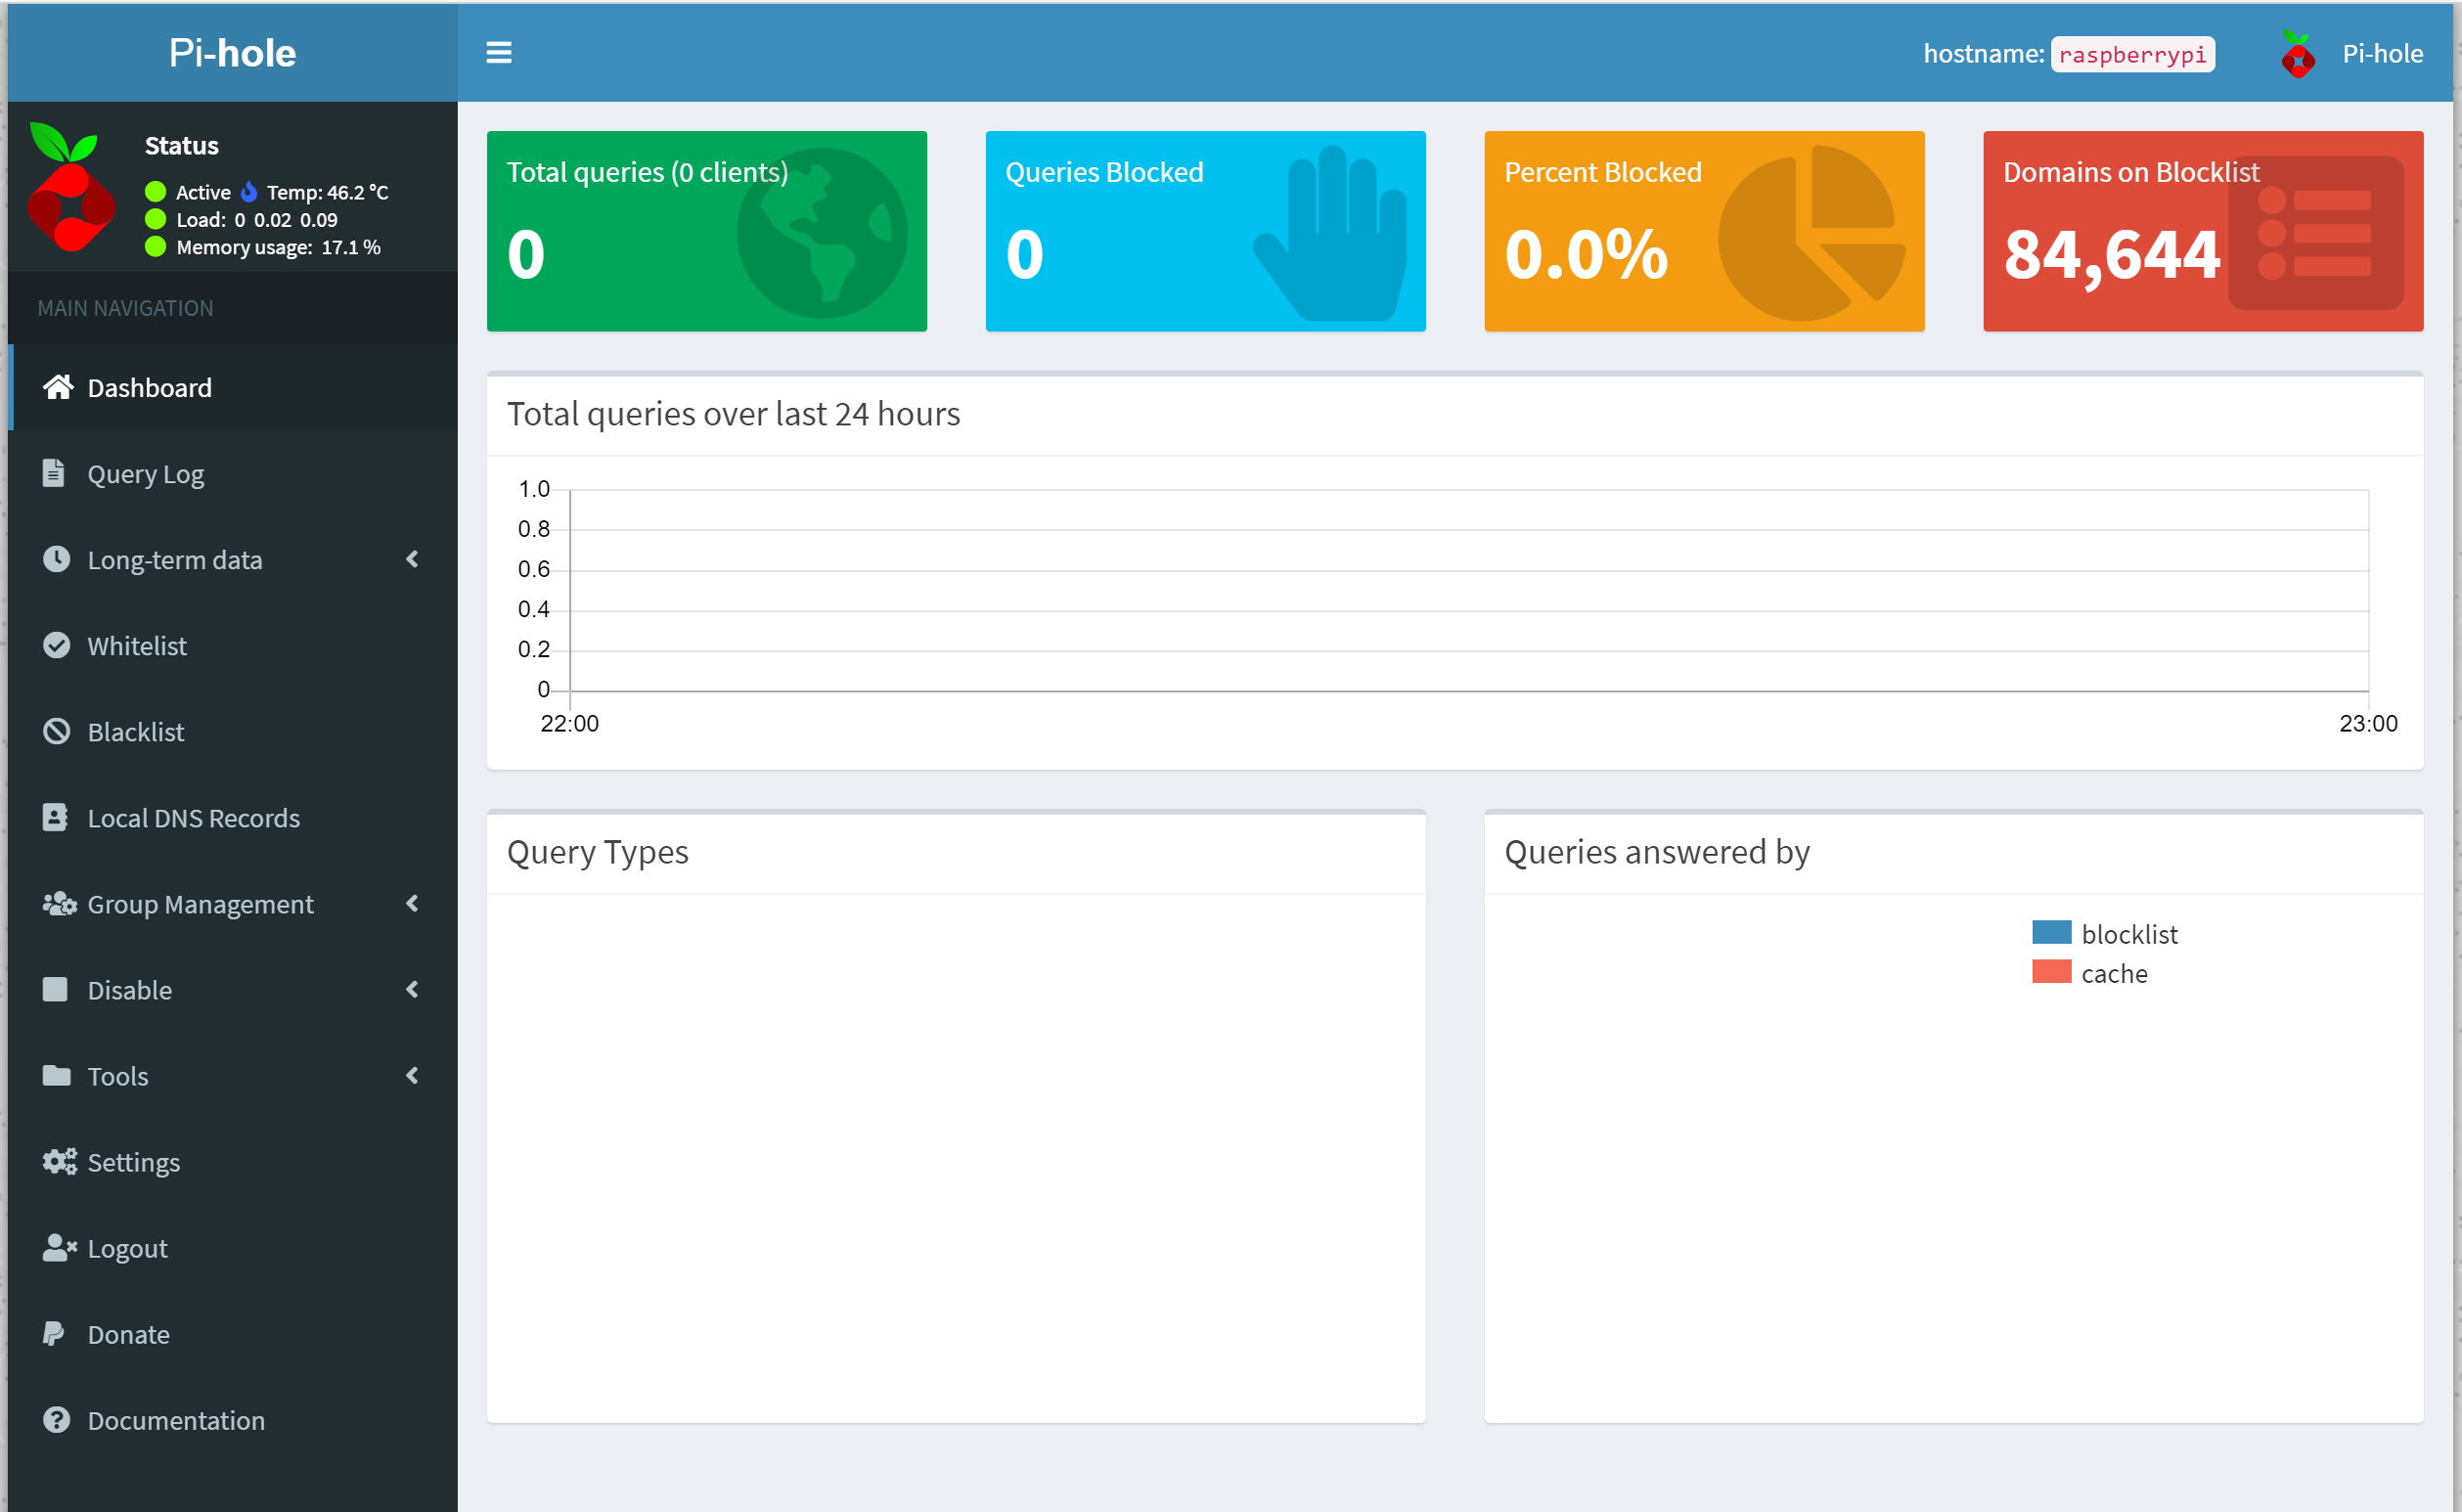 Pi-hole
hostname: raspberrypi
Pi-hole
Status
Active Temp: 46.2 °C
Load: 0 0.02 0.09
Memory usage: 17.1 %
MAIN NAVIGATION
Dashboard
Query Log
Long-term data
Whitelist
Blacklist
Local DNS Records
Group Management
Disable
Tools
Settings
Logout
Donate
Documentation
Total queries (0 clients)
0
Queries Blocked
0
Percent Blocked
0.0%
Domains on Blocklist
84,644
Total queries over last 24 hours
1.0
0.8
0.6
0.4
0.2
0
22:00 23:00
Query Types
Queries answered by
blocklist
cache